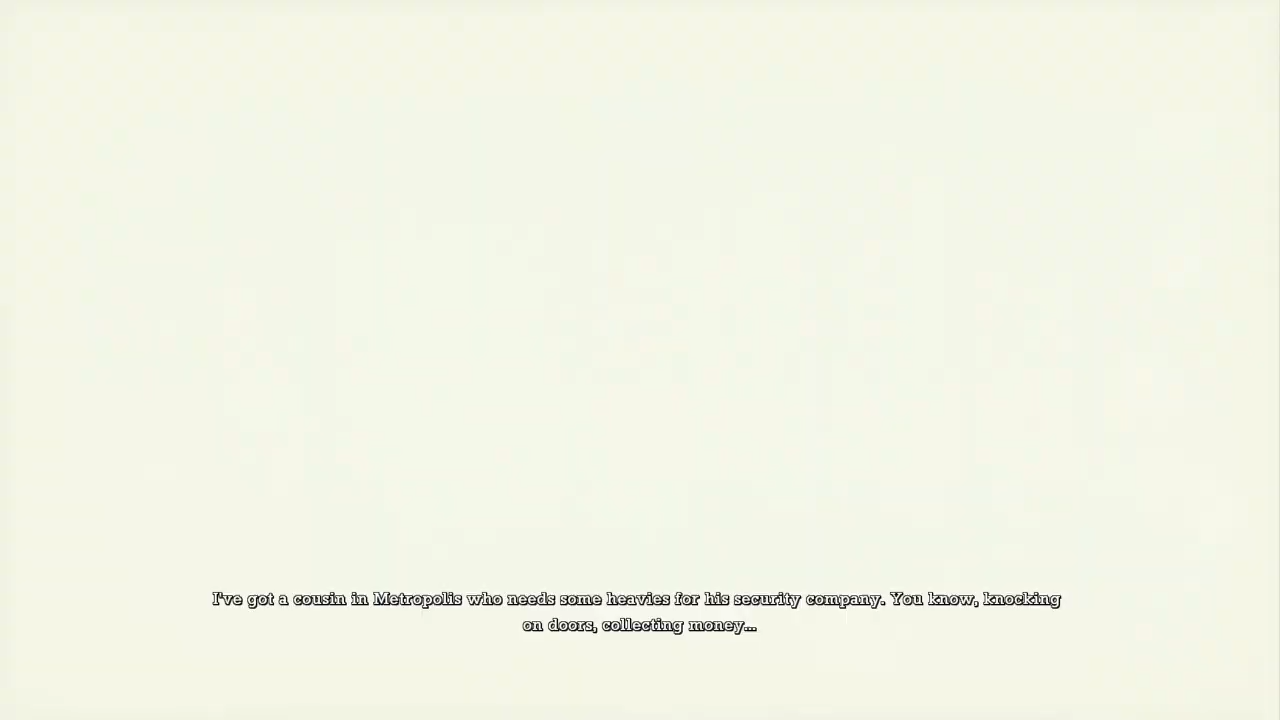 I've got a cousin in Metropolis who needs some heavies for his security company. You know, knocking
on doors, collecting money...